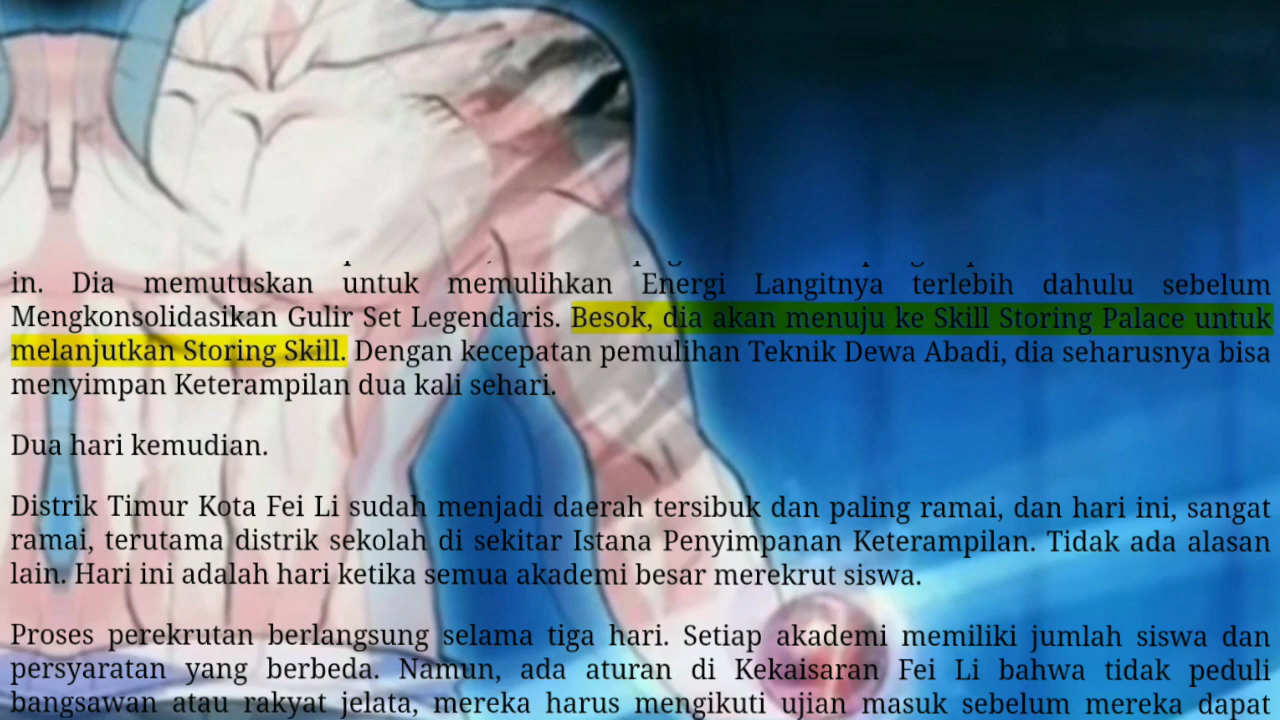 in. Dia memutuskan untuk memulihkan Energi Langitnya terlebih dahulu sebelum
Mengkonsolidasikan Gulir Set Legendaris. Besok, dia akan menuju ke Skill Storing Palace untuk
melanjutkan Storing Skill. Dengan kecepatan pemulihan Teknik Dewa Abadi, dia seharusnya bisa
menyimpan Keterampilan dua kali sehari.
Dua hari kemudian.
Distrik Timur Kota Fei Li sudah menjadi daerah tersibuk dan paling ramai, dan hari ini, sangat
ramai, terutama distrik sekolah di sekitar Istana Penyimpanan Keterampilan. Tidak ada alasan
lain. Hari ini adalah hari ketika semua akademi besar merekrut siswa.
Proses perekrutan berlangsung selama tiga hari. Setiap akademi memiliki jumlah siswa dan
persyaratan yang berbeda. Namun, ada aturan di Kekaisaran Fei Li bahwa tidak peduli
bangsawan atau rakyat jelata, mereka harus mengikuti ujian masuk sebelum mereka dapat